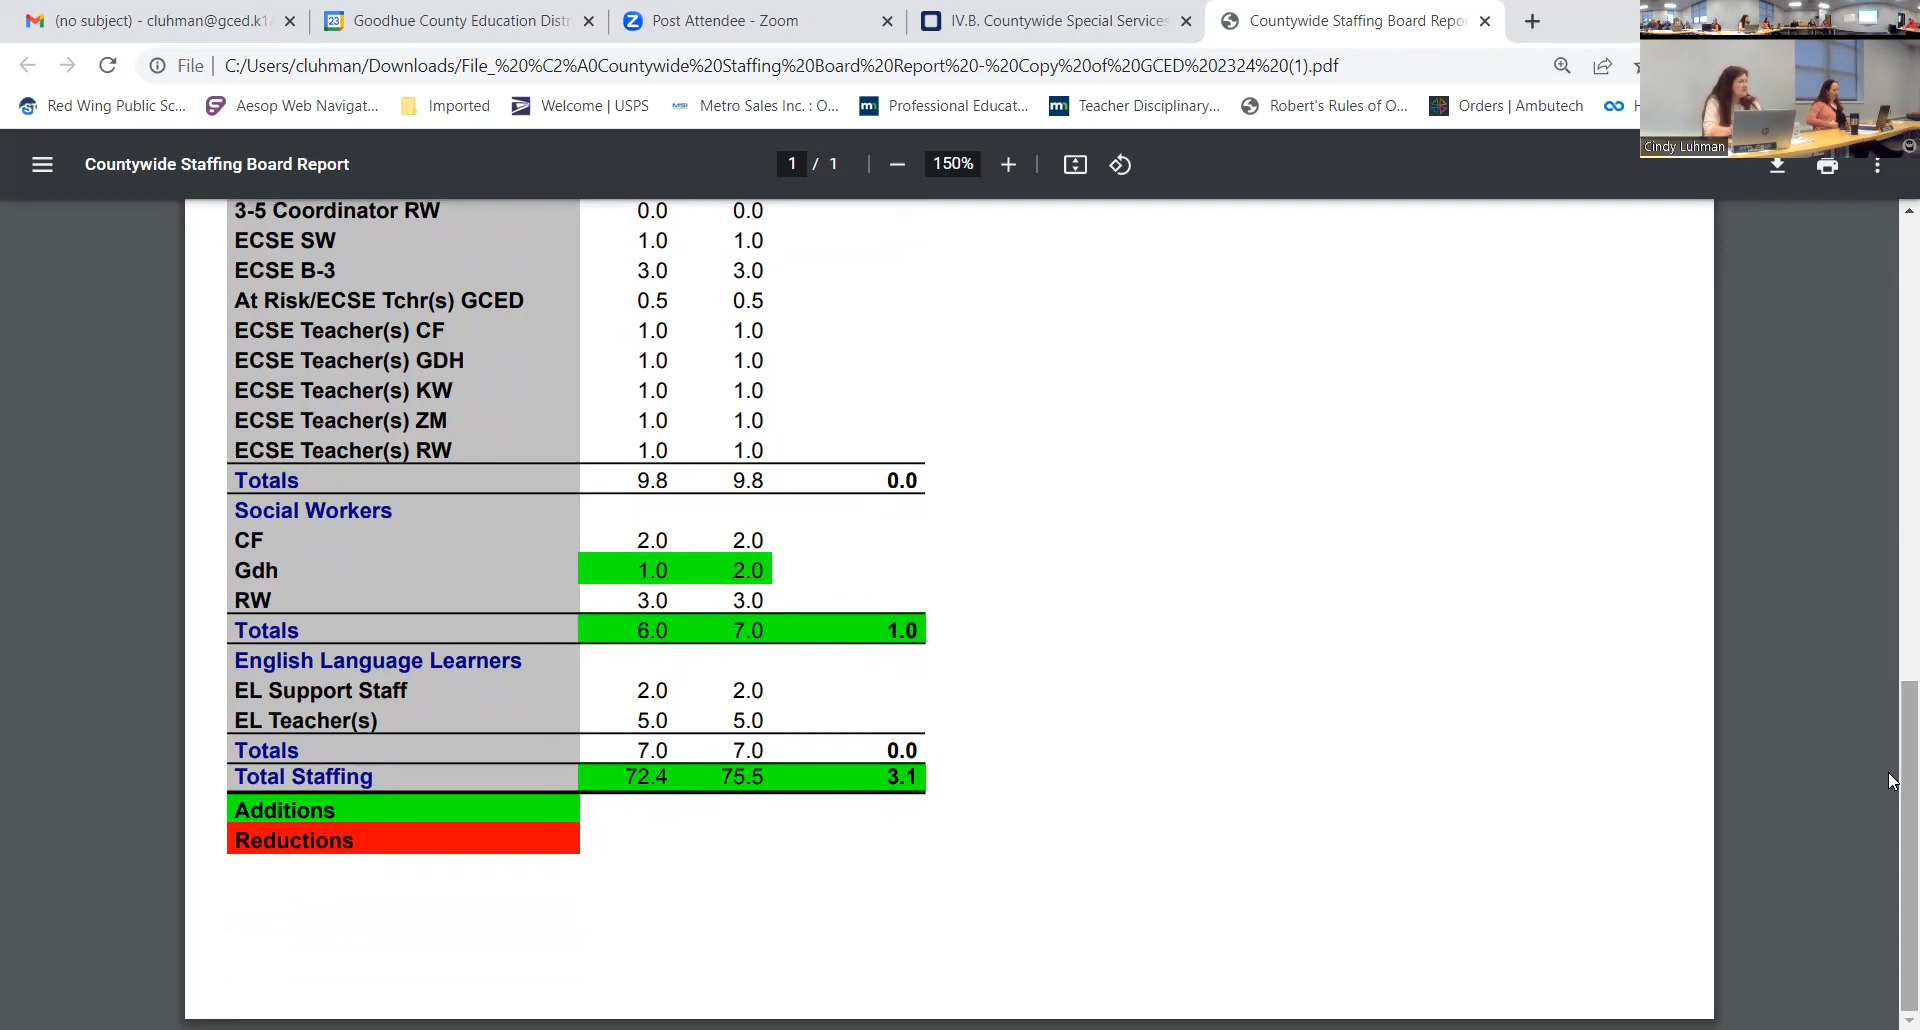 (no subject) - cluhman@gced.k12
Goodhue County Education Distr
Post Attendee - Zoom
IV.B. Countywide Special Services
Countywide Staffing Board Repor
File | C:/Users/cluhman/Downloads/File_%20%C2%A0Countywide%20Staffing%20Board%20Report%20-%20Copy%20of%20GCED%202324%20(1).pdf
Red Wing Public Sc... Aesop Web Navigat... Imported Welcome | USPS Metro Sales Inc. : O... Professional Educat... Teacher Disciplinary... Robert's Rules of O... Orders | Ambutech
Cindy Luhman
Countywide Staffing Board Report
1 / 1 150%
3-5 Coordinator RW 0.0 0.0
ECSE SW 1.0 1.0
ECSE B-3 3.0 3.0
At Risk/ECSE Tchr(s) GCED 0.5 0.5
ECSE Teacher(s) CF 1.0 1.0
ECSE Teacher(s) GDH 1.0 1.0
ECSE Teacher(s) KW 1.0 1.0
ECSE Teacher(s) ZM 1.0 1.0
ECSE Teacher(s) RW 1.0 1.0
Totals 9.8 9.8 0.0
Social Workers
CF 2.0 2.0
Gdh 1.0 2.0
RW 3.0 3.0
Totals 6.0 7.0 1.0
English Language Learners
EL Support Staff 2.0 2.0
EL Teacher(s) 5.0 5.0
Totals 7.0 7.0 0.0
Total Staffing 72.4 75.5 3.1
Additions
Reductions